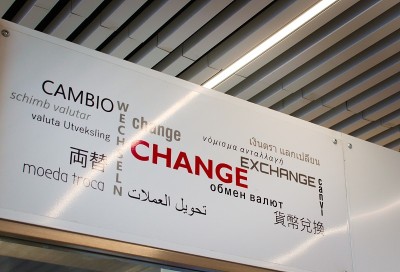 CAMBIO
schimb valutar
valuta Utveksling
WECHSELN
change
νόμισμα ανταλλαγή
เงินตรา แลกเปลี่ยน
両替
CHANGE
EXCHANGE
canvi
moeda troca
обмен валют
تحويل العملات
貨幣兌換